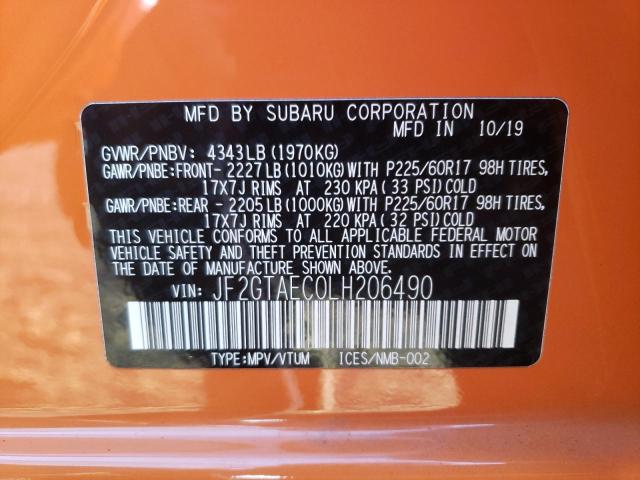 MFD BY SUBARU CORPORATION
MFD IN 10/19
GVWR/PNBV: 4343LB (1970KG)
GAWR/PNBE:FRONT- 2227LB (1010KG) WITH P225/60R17 98H TIRES,
17X7J RIMS AT 230 KPA ( 33 PSI) COLD
GAWR/PNBE:REAR - 2205LB (1000KG) WITH P225/60R17 98H TIRES,
17X7J RIMS AT 220 KPA ( 32 PSI) COLD
THIS VEHICLE CONFORMS TO ALL APPLICABLE FEDERAL MOTOR
VEHICLE SAFETY AND THEFT PREVENTION STANDARDS IN EFFECT ON
THE DATE OF MANUFACTURE SHOWN ABOVE.
VIN: JF2GTAEC0LH206490
TYPE:MPV/VTUM ICES/NMB-002